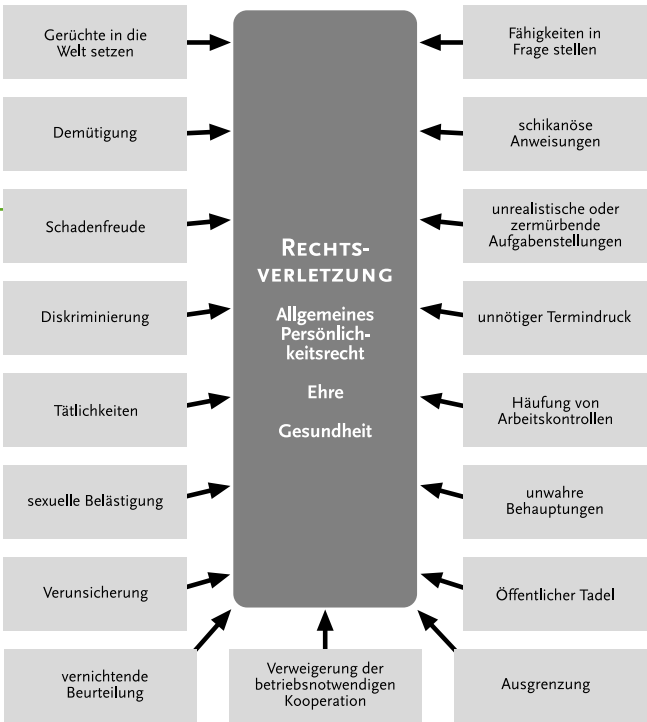 Gerüchte in die
Welt setzen
Demütigung
Schadenfreude
Diskriminierung
Tätlichkeiten
sexuelle Belästigung
Verunsicherung
vernichtende
Beurteilung
RECHTS-
VERLETZUNG
Allgemeines
Persönlich-
keitsrecht
Ehre
Gesundheit
Verweigerung der
betriebsnotwendigen
Kooperation
Fähigkeiten in
Frage stellen
schikanöse
Anweisungen
unrealistische oder
zermürbende
Aufgabenstellungen
unnötiger Termindruck
Häufung von
Arbeitskontrollen
unwahre
Behauptungen
Öffentlicher Tadel
Ausgrenzung